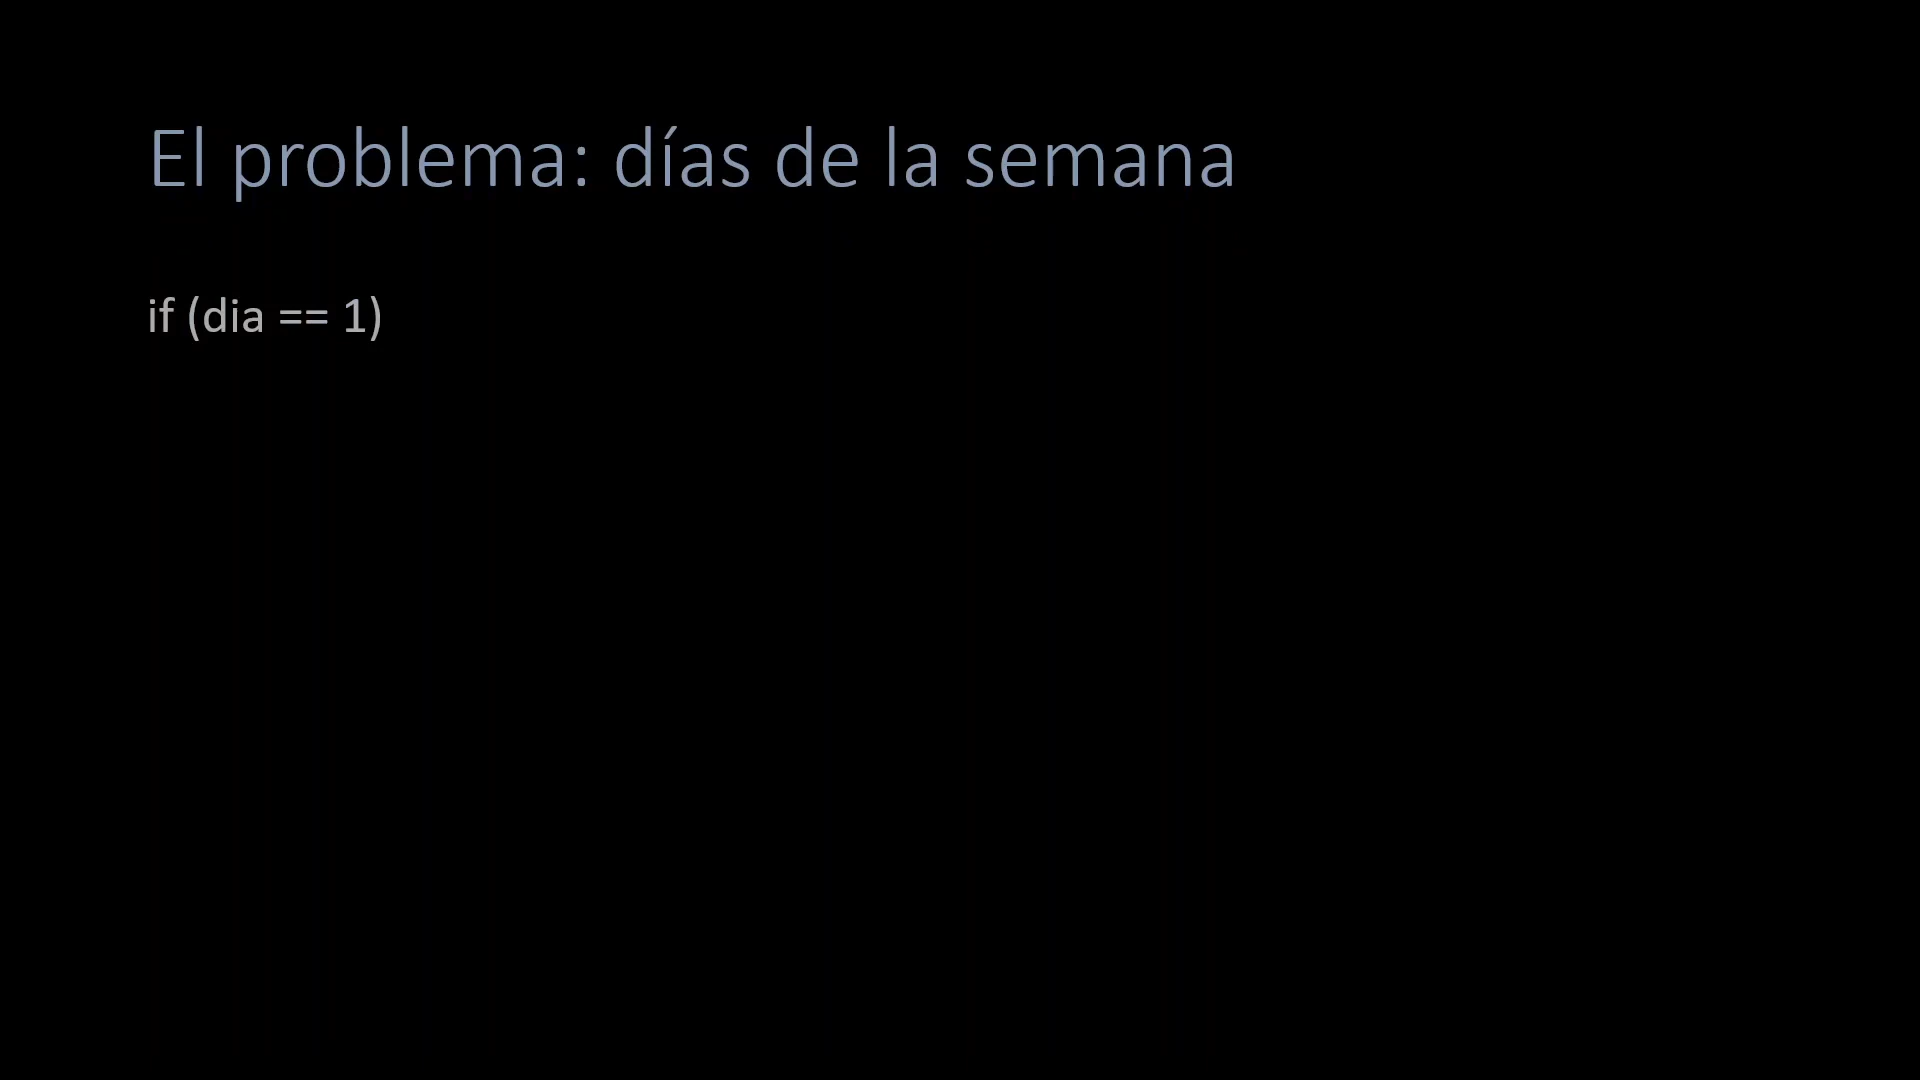 El problema: días de la semana
if (dia == 1)